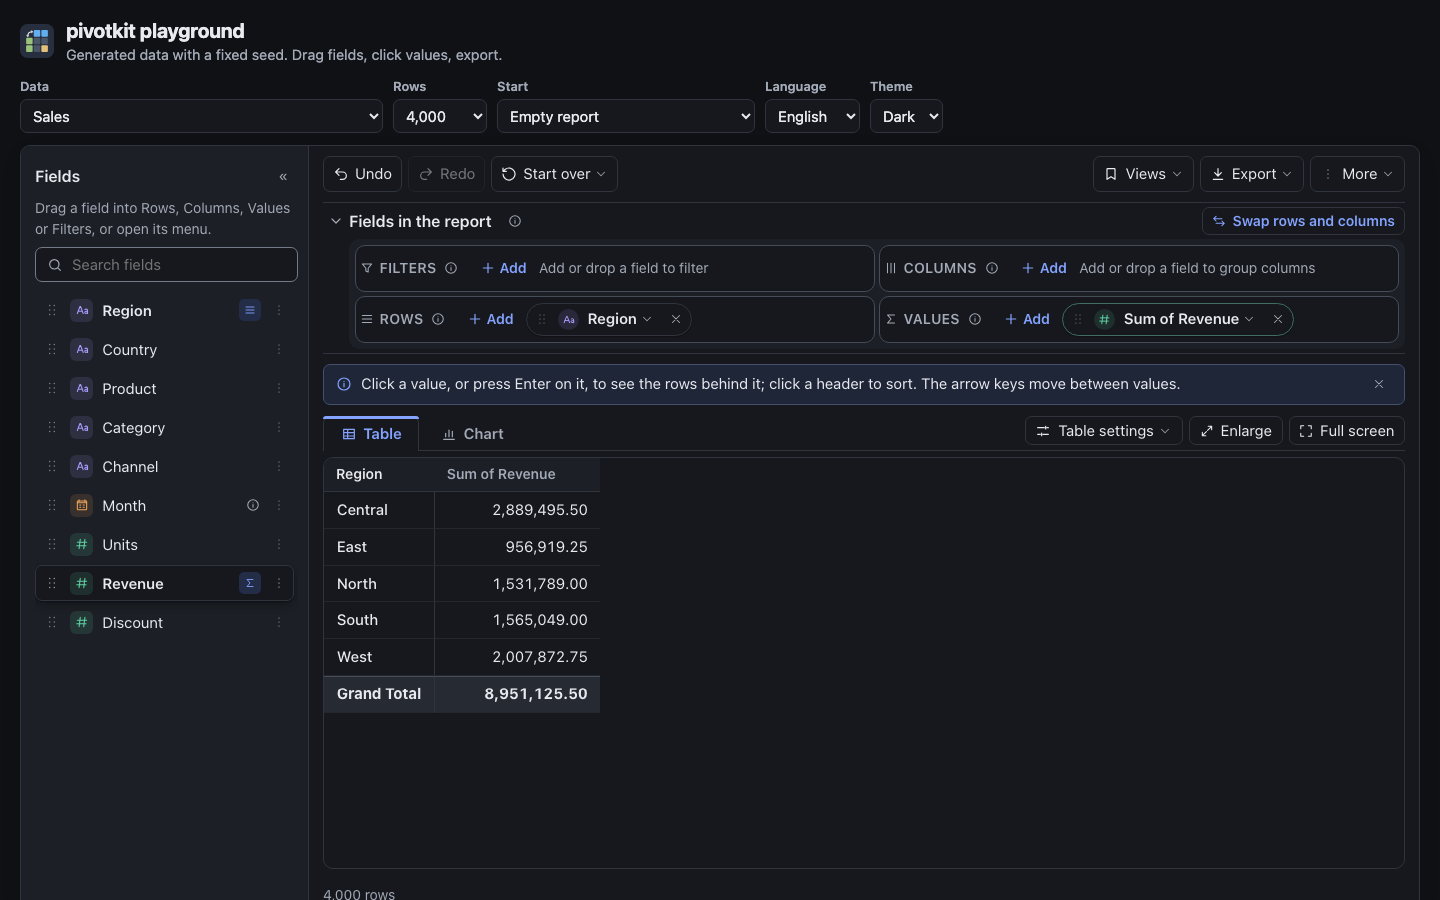 pivotkit playground
Generated data with a fixed seed. Drag fields, click values, export.
Data Rows Start Language Theme
Sales 4,000 Empty report English Dark
Fields «
Drag a field into Rows, Columns, Values
or Filters, or open its menu.
Search fields
Aa Region
Aa Country
Aa Product
Aa Category
Aa Channel
Month
# Units
# Revenue Σ
# Discount
Undo Redo Start over Views Export More
Fields in the report Swap rows and columns
FILTERS + Add Add or drop a field to filter
COLUMNS + Add Add or drop a field to group columns
ROWS + Add Aa Region ×
Σ VALUES + Add # Sum of Revenue ×
Click a value, or press Enter on it, to see the rows behind it; click a header to sort. The arrow keys move between values. ×
Table Chart Table settings Enlarge Full screen
Region Sum of Revenue
Central 2,889,495.50
East 956,919.25
North 1,531,789.00
South 1,565,049.00
West 2,007,872.75
Grand Total 8,951,125.50
4,000 rows